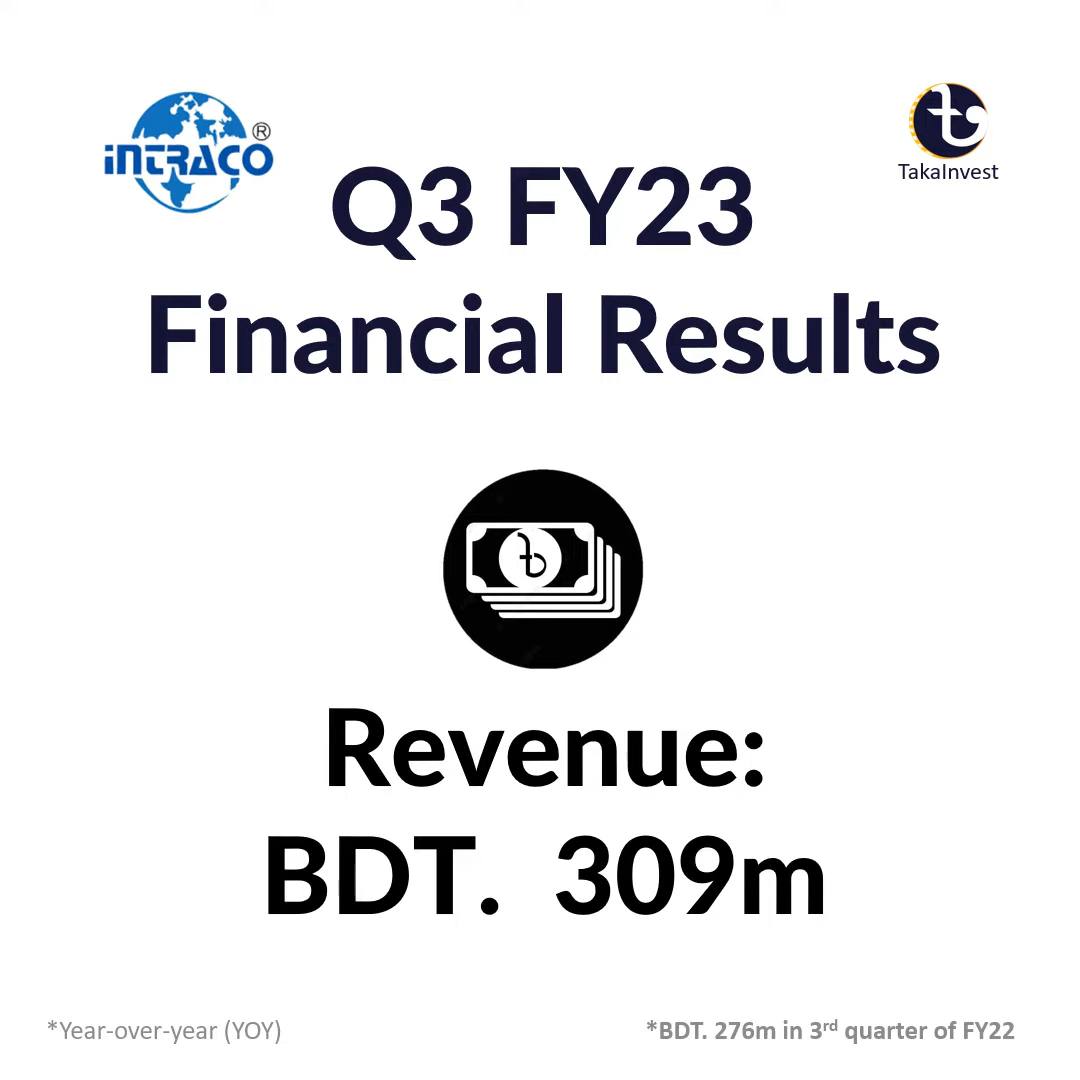 iNTRACO®
TakaInvest
Q3 FY23
Financial Results
Revenue:
BDT. 309m
*Year-over-year (YOY)
*BDT. 276m in 3rd quarter of FY22